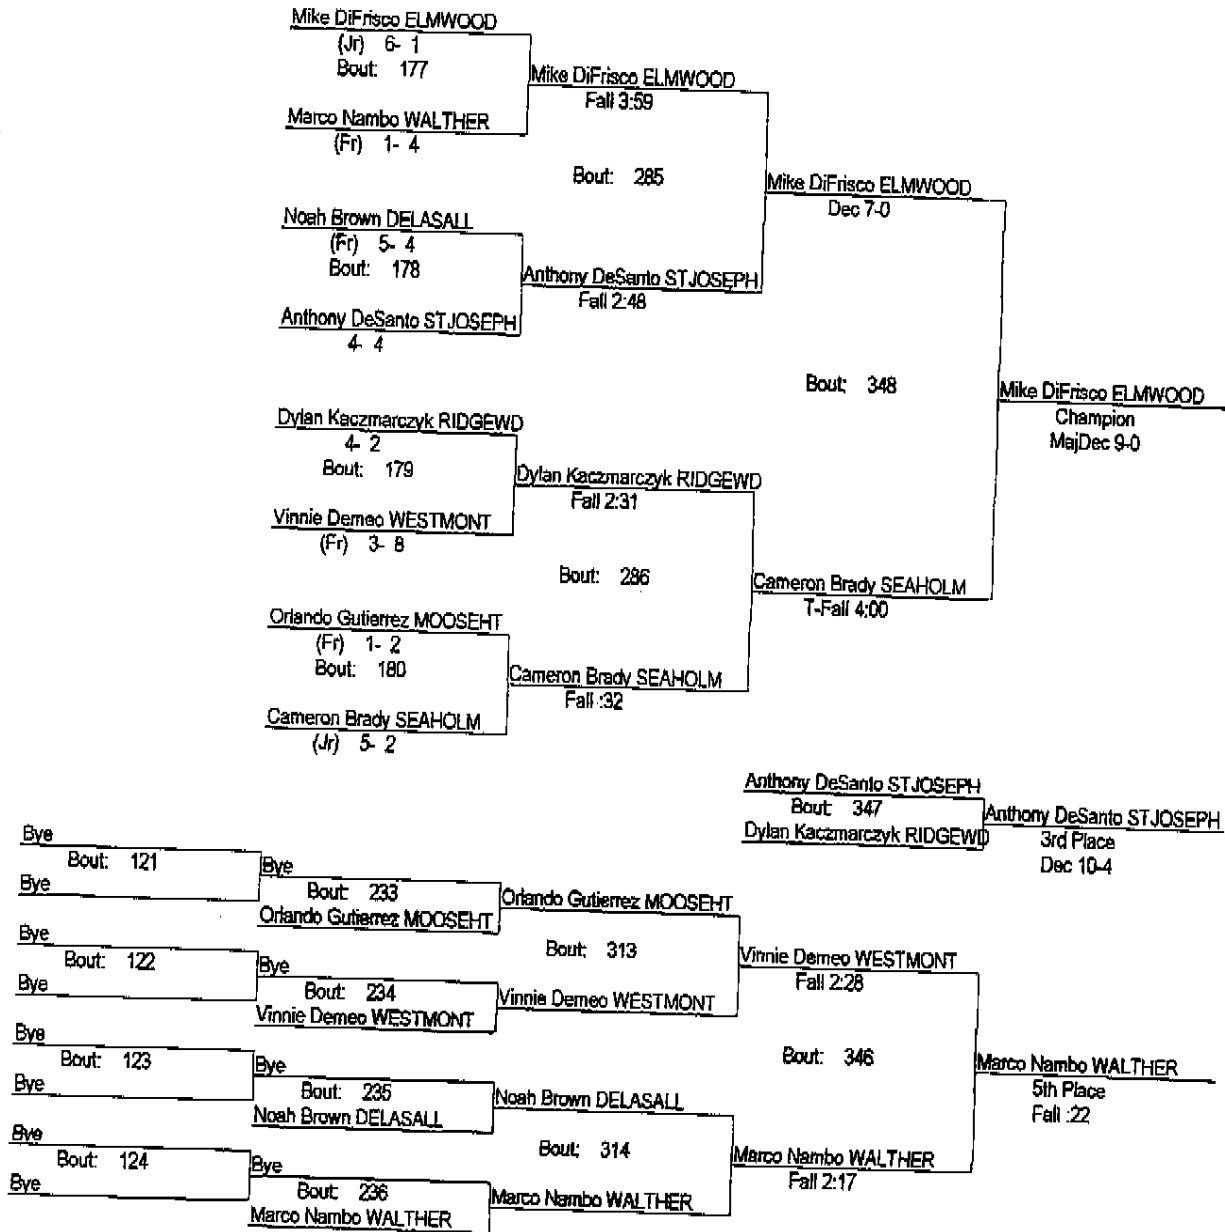 Mike DiFrisco ELMWOOD
(Jr) 6- 1
Bout: 177
Mike DiFrisco ELMWOOD
Fall 3:59
Marco Nambo WALTHER
(Fr) 1- 4
Bout: 285
Mike DiFrisco ELMWOOD
Dec 7-0
Noah Brown DELASALL
(Fr) 5- 4
Bout: 178
Anthony DeSanto STJOSEPH
Fall 2:48
Anthony DeSanto STJOSEPH
4- 4
Bout: 348
Mike DiFrisco ELMWOOD
Champion
MajDec 9-0
Dylan Kaczmarczyk RIDGEWD
4- 2
Bout: 179
Dylan Kaczmarczyk RIDGEWD
Fall 2:31
Vinnie Demeo WESTMONT
(Fr) 3- 8
Bout: 286
Cameron Brady SEAHOLM
T-Fall 4:00
Orlando Gutierrez MOOSEHT
(Fr) 1- 2
Bout: 180
Cameron Brady SEAHOLM
Fall :32
Cameron Brady SEAHOLM
(Jr) 5- 2
Anthony DeSanto STJOSEPH
Bout: 347
Anthony DeSanto STJOSEPH
Dylan Kaczmarczyk RIDGEWD
3rd Place
Dec 10-4
Bye
Bout: 121
Bye
Bye
Bout: 233
Orlando Gutierrez MOOSEHT
Orlando Gutierrez MOOSEHT
Bye
Bout: 122
Bye
Bye
Bout: 234
Vinnie Demeo WESTMONT
Vinnie Demeo WESTMONT
Bout: 313
Vinnie Demeo WESTMONT
Fall 2:28
Bye
Bout: 123
Bye
Bye
Bout: 235
Noah Brown DELASALL
Noah Brown DELASALL
Bout: 346
Marco Nambo WALTHER
5th Place
Fall :22
Bye
Bout: 124
Bye
Bye
Bout: 236
Marco Nambo WALTHER
Marco Nambo WALTHER
Bout: 314
Marco Nambo WALTHER
Fall 2:17